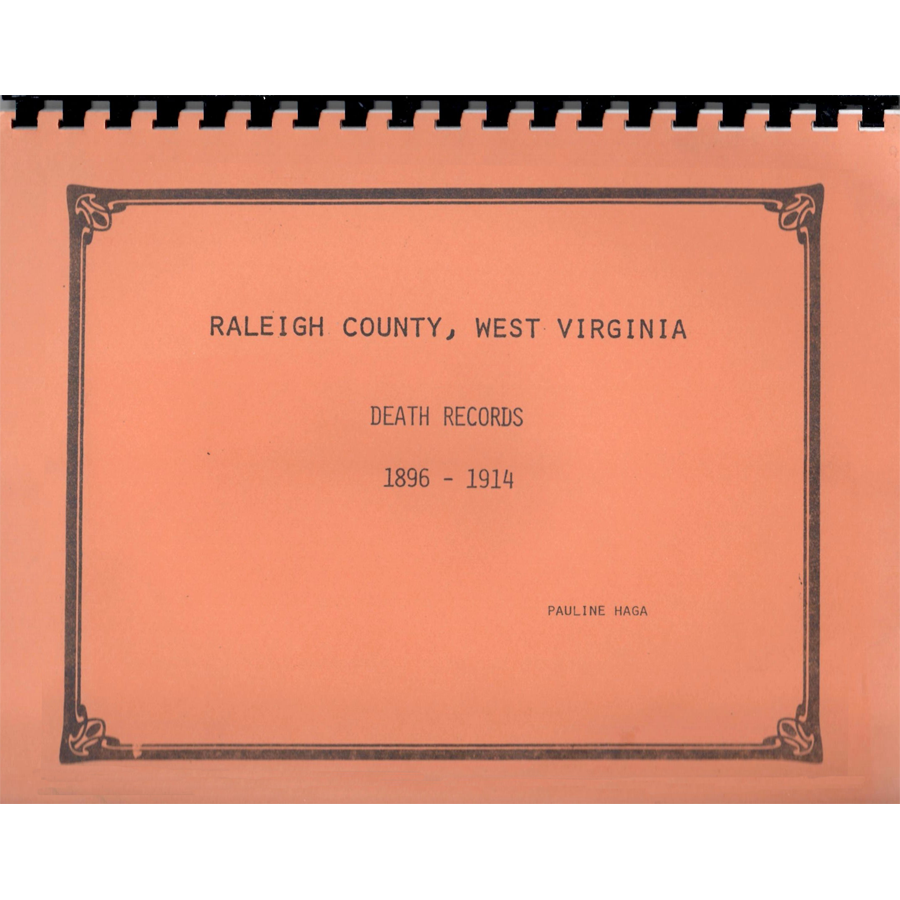 RALEIGH COUNTY, WEST VIRGINIA
DEATH RECORDS
1896 - 1914
PAULINE HAGA